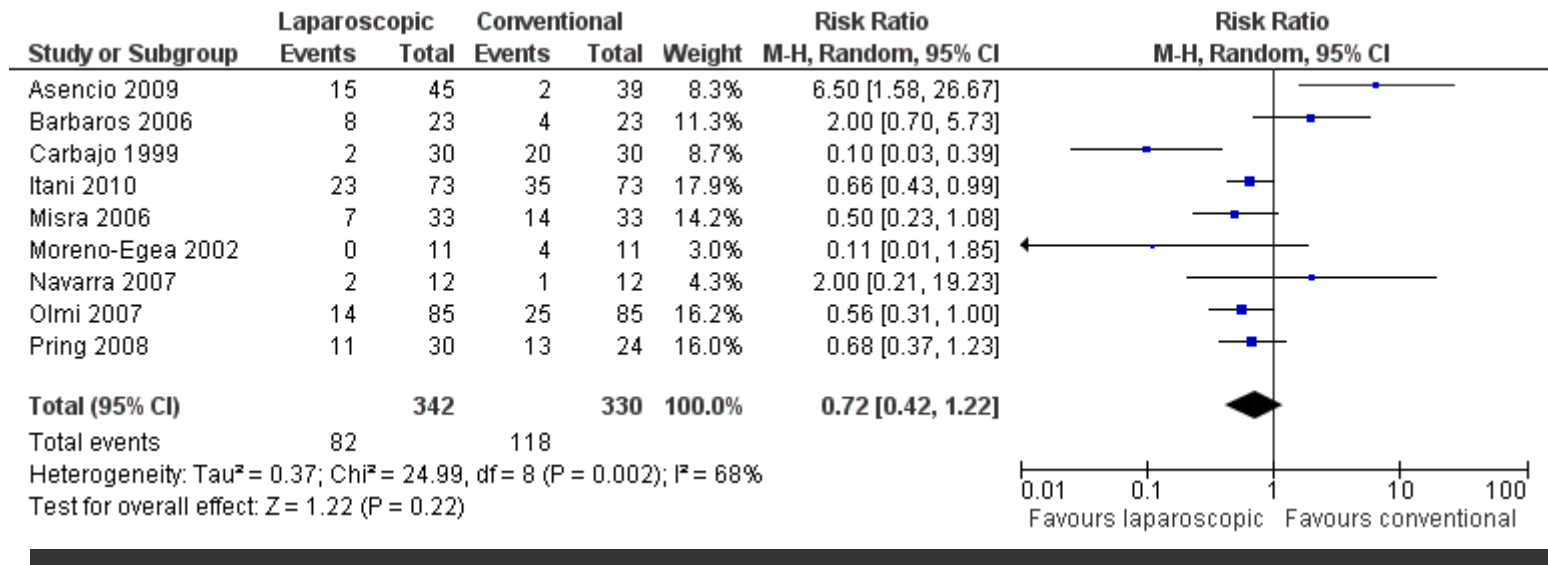 Laparoscopic Conventional Risk Ratio Risk Ratio
Study or Subgroup Events Total Events Total Weight M-H, Random, 95% CI M-H, Random, 95% CI
Asencio 2009 15 45 2 39 8.3% 6.50 [1.58, 26.67]
Barbaros 2006 8 23 4 23 11.3% 2.00 [0.70, 5.73]
Carbajo 1999 2 30 20 30 8.7% 0.10 [0.03, 0.39]
Itani 2010 23 73 35 73 17.9% 0.66 [0.43, 0.99]
Misra 2006 7 33 14 33 14.2% 0.50 [0.23, 1.08]
Moreno-Egea 2002 0 11 4 11 3.0% 0.11 [0.01, 1.85]
Navarra 2007 2 12 1 12 4.3% 2.00 [0.21, 19.23]
Olmi 2007 14 85 25 85 16.2% 0.56 [0.31, 1.00]
Pring 2008 11 30 13 24 16.0% 0.68 [0.37, 1.23]
Total (95% CI) 342 330 100.0% 0.72 [0.42, 1.22]
Total events 82 118
Heterogeneity: Tau² = 0.37; Chi² = 24.99, df = 8 (P = 0.002); I² = 68%
Test for overall effect: Z = 1.22 (P = 0.22)
0.01 0.1 1 10 100
Favours laparoscopic Favours conventional